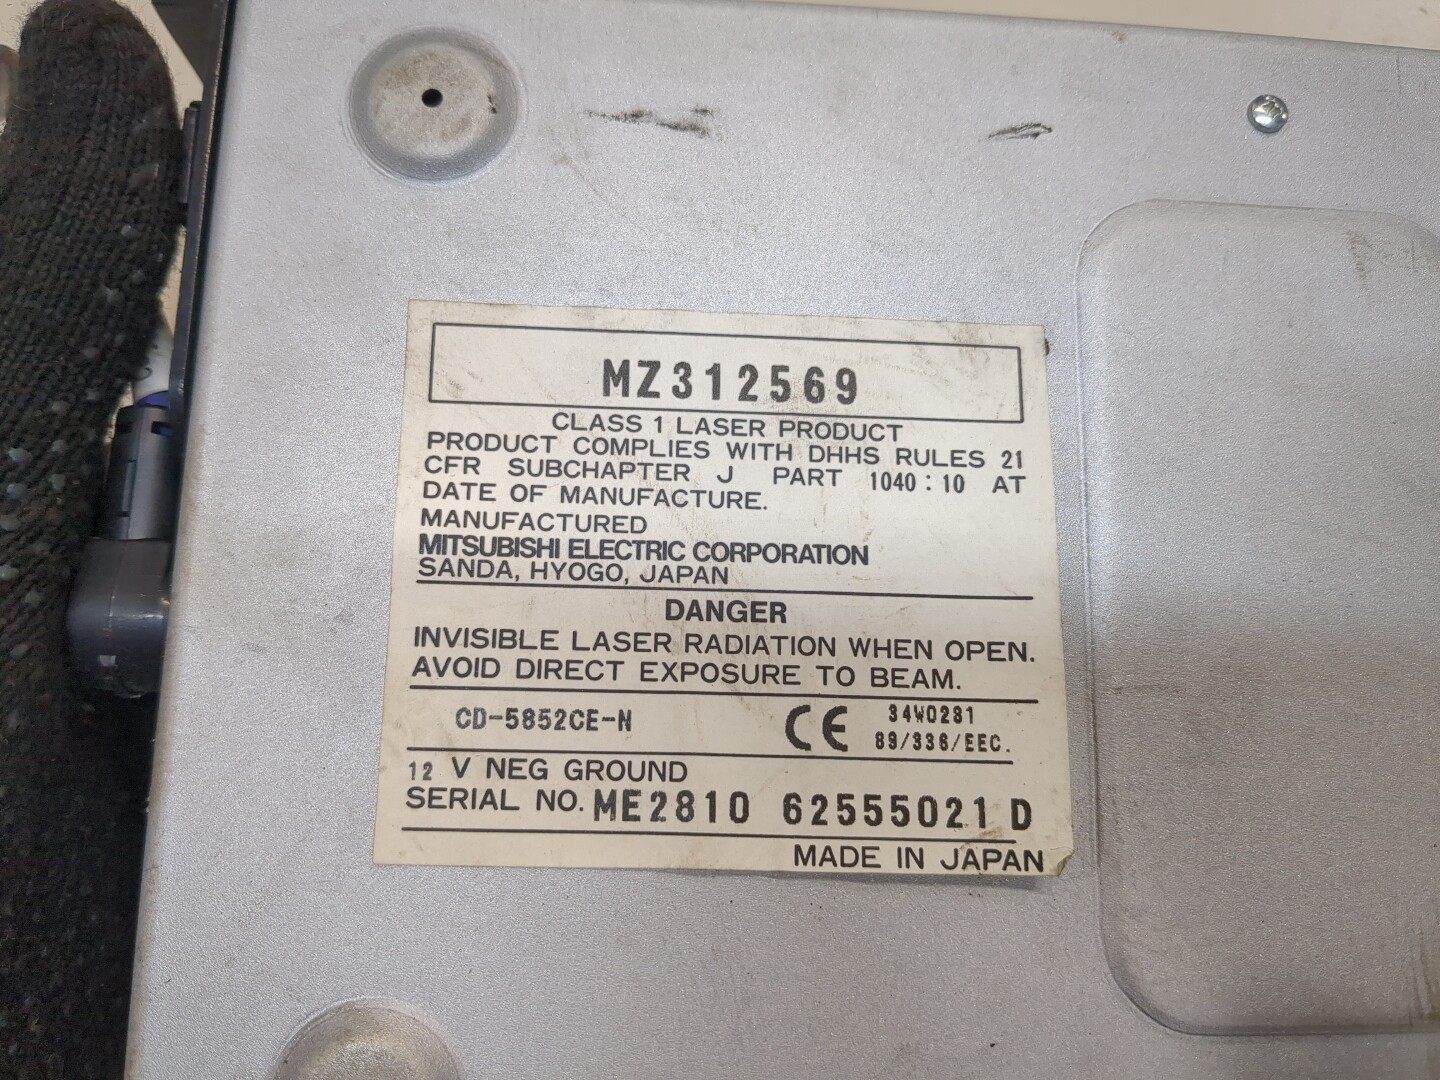 MZ312569
CLASS 1 LASER PRODUCT
PRODUCT COMPLIES WITH DHHS RULES 21
CFR SUBCHAPTER J PART 1040:10 AT
DATE OF MANUFACTURE.
MANUFACTURED
MITSUBISHI ELECTRIC CORPORATION
SANDA, HYOGO, JAPAN
DANGER
INVISIBLE LASER RADIATION WHEN OPEN.
AVOID DIRECT EXPOSURE TO BEAM.
CD-5852CE-N CE 34W0281
89/336/EEC.
12 V NEG GROUND
SERIAL NO. ME2810 62555021 D
MADE IN JAPAN